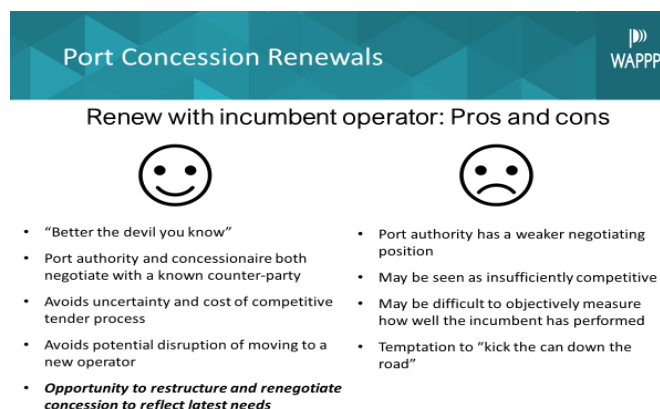 Port Concession Renewals
WAPPP
Renew with incumbent operator: Pros and cons
• “Better the devil you know”
• Port authority and concessionaire both
negotiate with a known counter-party
• Avoids uncertainty and cost of competitive
tender process
• Avoids potential disruption of moving to a
new operator
• Opportunity to restructure and renegotiate
concession to reflect latest needs
• Port authority has a weaker negotiating
position
• May be seen as insufficiently competitive
• May be difficult to objectively measure
how well the incumbent has performed
• Temptation to “kick the can down the
road”